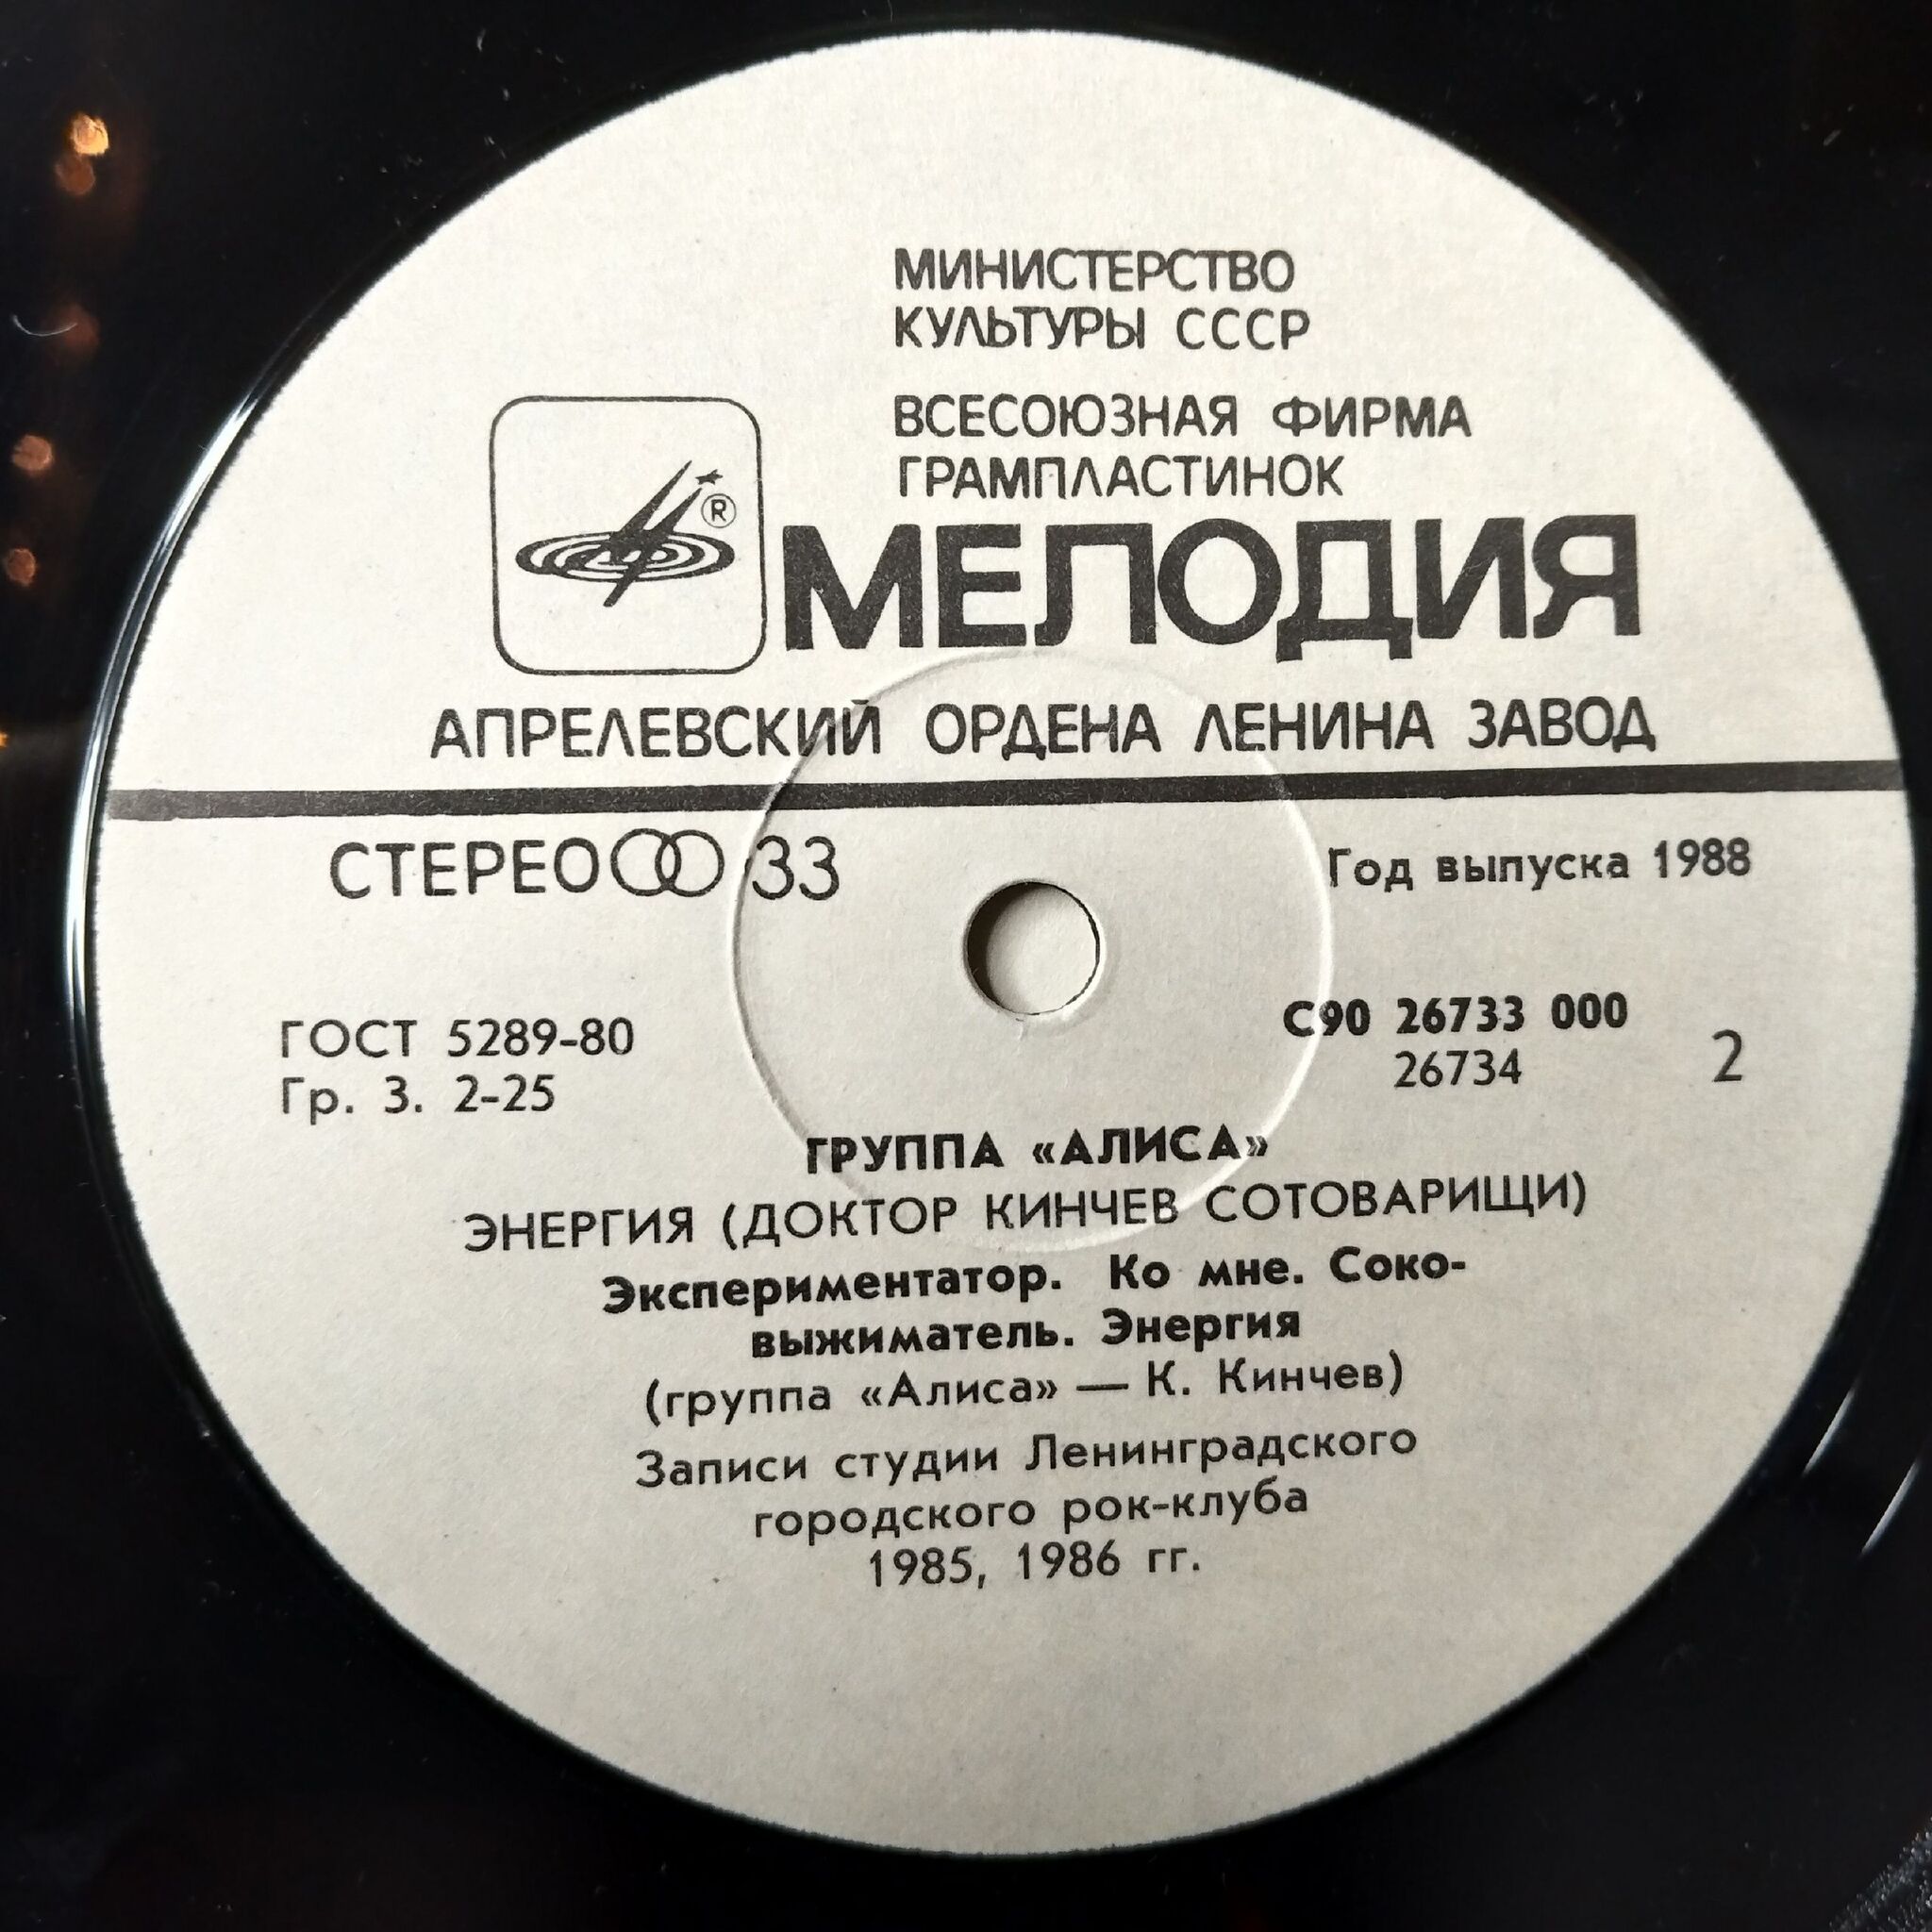 МИНИСТЕРСТВО
КУЛЬТУРЫ СССР
ВСЕСОЮЗНАЯ ФИРМА
ГРАМПЛАСТИНОК
®
МЕЛОДИЯ
АПРЕЛЕВСКИЙ ОРДЕНА ЛЕНИНА ЗАВОД
СТЕРЕО 33
Год выпуска 1988
ГОСТ 5289-80
Гр. 3. 2-25
С90 26733 000
26734
2
ГРУППА «АЛИСА»
ЭНЕРГИЯ (ДОКТОР КИНЧЕВ СОТОВАРИЩИ)
Экспериментатор. Ко мне. Соко-
выжиматель. Энергия
(группа «Алиса» — К. Кинчев)
Записи студии Ленинградского
городского рок-клуба
1985, 1986 гг.